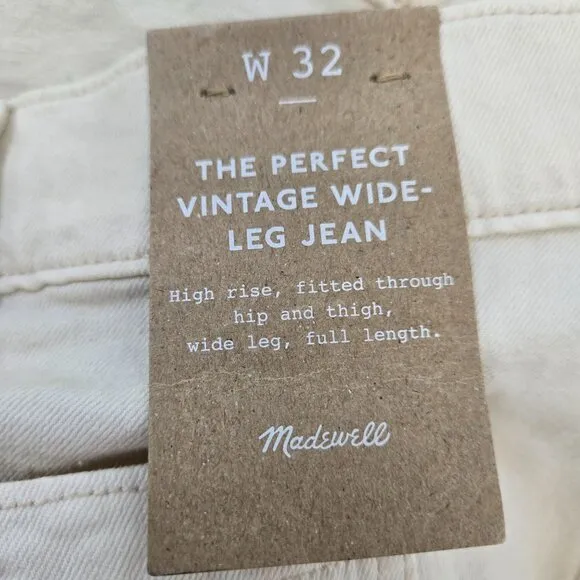 W 32
THE PERFECT
VINTAGE WIDE-
LEG JEAN
High rise, fitted through
hip and thigh,
wide leg, full length.
Madewell